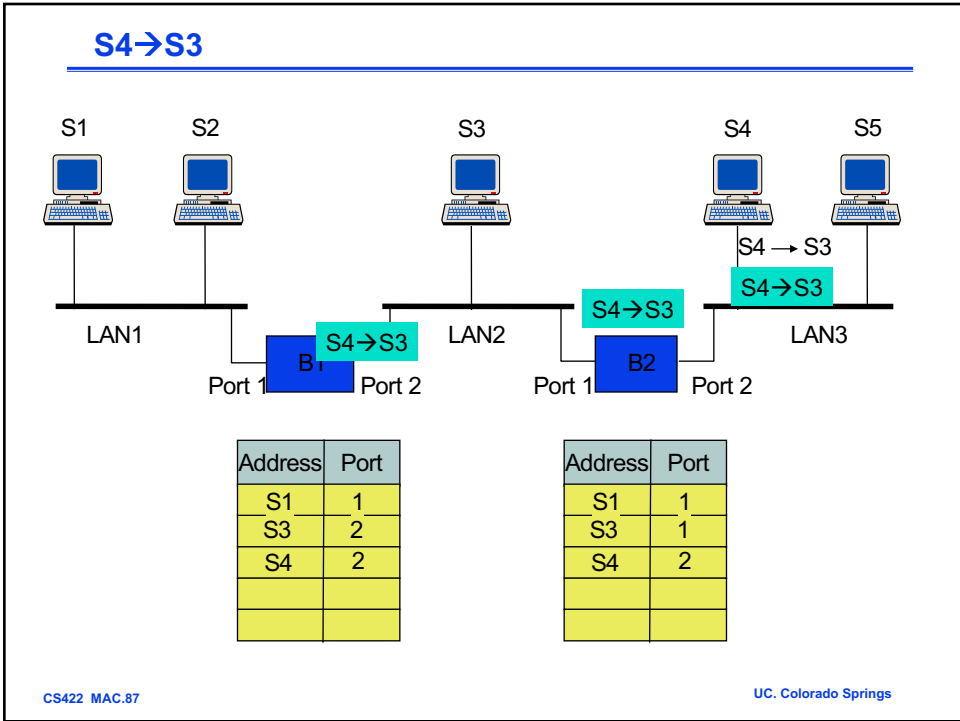 S4→S3
S1 S2 S3 S4 S5
S4 → S3
S4→S3
S4→S3
S4→S3
LAN1 LAN2 LAN3
B1 B2
Port 1 Port 2 Port 1 Port 2
Address Port
S1 1
S3 2
S4 2
Address Port
S1 1
S3 1
S4 2
CS422 MAC.87
UC. Colorado Springs